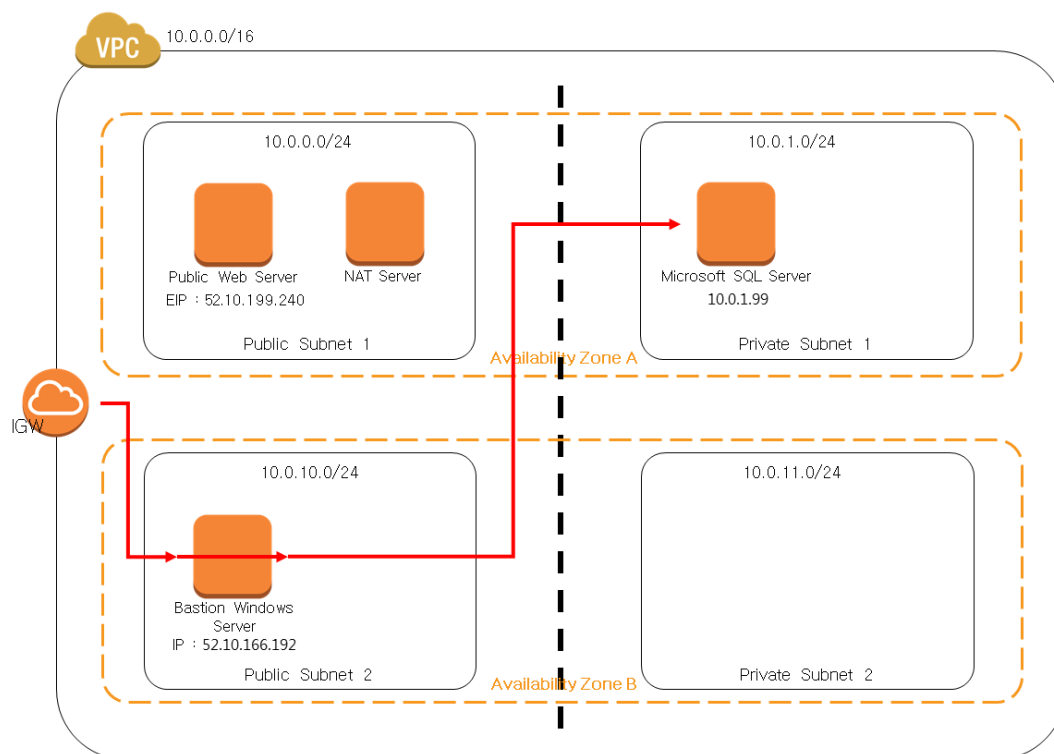 VPC
10.0.0.0/16
10.0.0.0/24
Public Web Server
EIP : 52.10.199.240
NAT Server
Public Subnet 1
10.0.1.0/24
Microsoft SQL Server
10.0.1.99
Private Subnet 1
Availability Zone A
IGW
10.0.10.0/24
Bastion Windows
Server
IP : 52.10.166.192
Public Subnet 2
10.0.11.0/24
Private Subnet 2
Availability Zone B